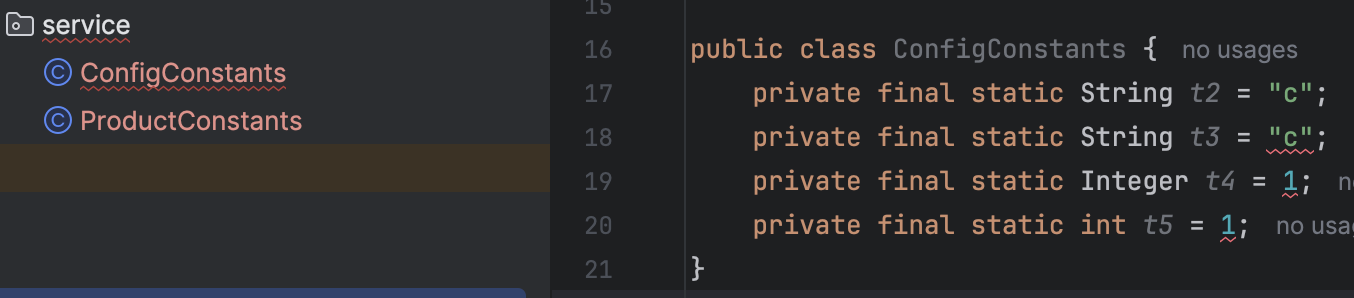 service
ConfigConstants
ProductConstants
15
16 public class ConfigConstants { no usages
17 private final static String t2 = "c";
18 private final static String t3 = "c";
19 private final static Integer t4 = 1;
20 private final static int t5 = 1; no usa
21 }